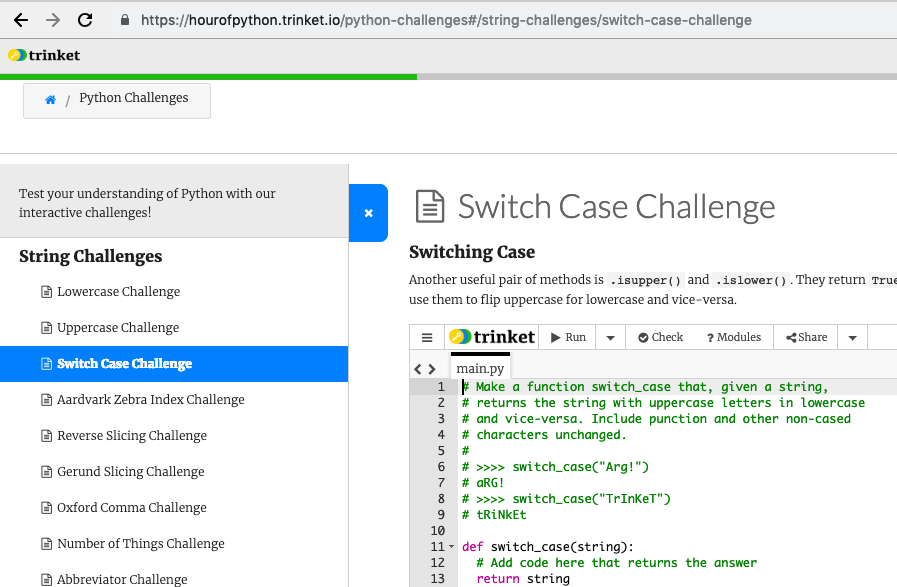 https://hourofpython.trinket.io/python-challenges#/string-challenges/switch-case-challenge
trinket
/ Python Challenges
Test your understanding of Python with our
interactive challenges!
String Challenges
Lowercase Challenge
Uppercase Challenge
Switch Case Challenge
Aardvark Zebra Index Challenge
Reverse Slicing Challenge
Gerund Slicing Challenge
Oxford Comma Challenge
Number of Things Challenge
Abbreviator Challenge
Switch Case Challenge
Switching Case
Another useful pair of methods is .isupper() and .islower(). They return True
use them to flip uppercase for lowercase and vice-versa.
trinket Run Check ? Modules Share
< > main.py
1 # Make a function switch_case that, given a string,
2 # returns the string with uppercase letters in lowercase
3 # and vice-versa. Include punction and other non-cased
4 # characters unchanged.
5 #
6 # >>>> switch_case("Arg!")
7 # aRG!
8 # >>>> switch_case("TrInKeT")
9 # tRiNkEt
10
11 def switch_case(string):
12 # Add code here that returns the answer
13 return string